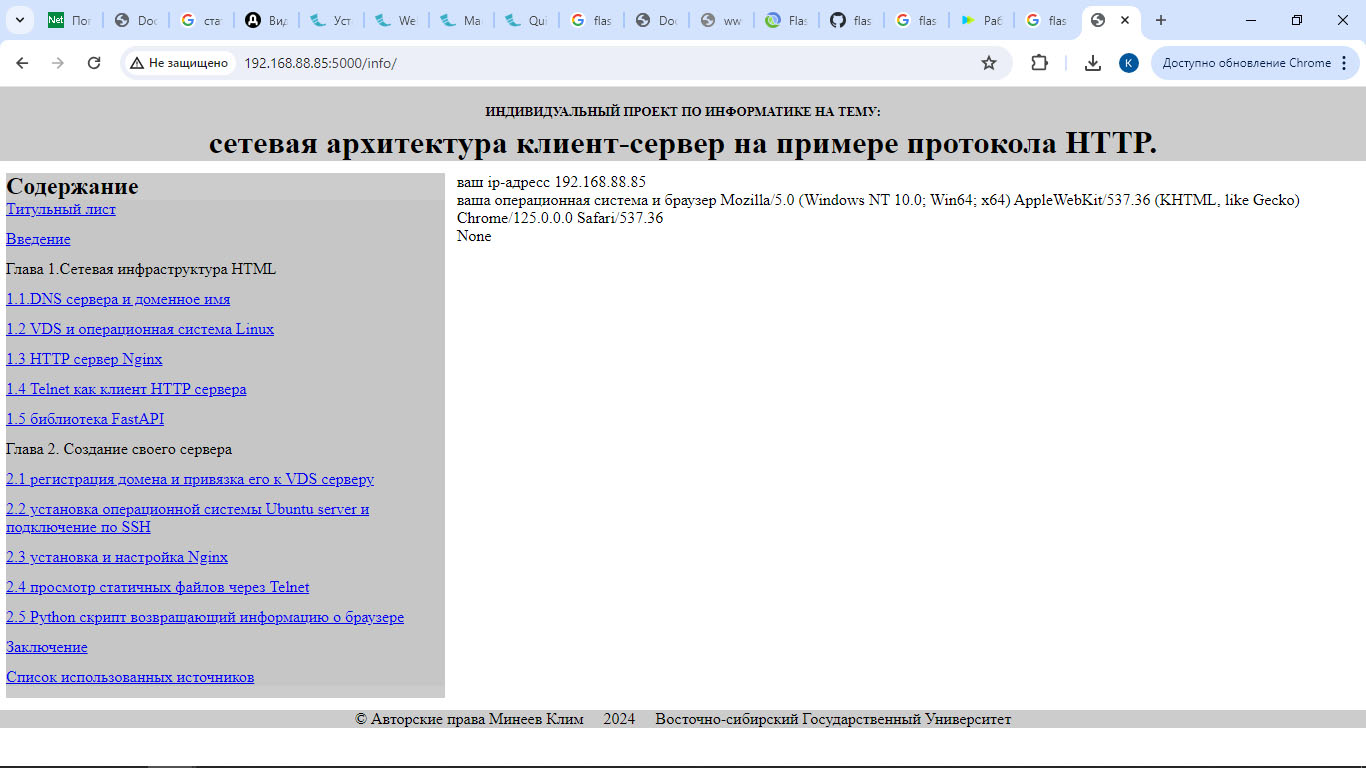 Net Пол
Doc
ста
Вид
Уст
We
Ма
Qui
flas
Doc
ww
Flas
flas
flas
Раб
flas
Не защищено
192.168.88.85:5000/info/
K
Доступно обновление Chrome
ИНДИВИДУАЛЬНЫЙ ПРОЕКТ ПО ИНФОРМАТИКЕ НА ТЕМУ:
сетевая архитектура клиент-сервер на примере протокола HTTP.
Содержание
Титульный лист
Введение
Глава 1.Сетевая инфраструктура HTML
1.1.DNS сервера и доменное имя
1.2 VDS и операционная система Linux
1.3 HTTP сервер Nginx
1.4 Telnet как клиент HTTP сервера
1.5 библиотека FastAPI
Глава 2. Создание своего сервера
2.1 регистрация домена и привязка его к VDS серверу
2.2 установка операционной системы Ubuntu server и
подключение по SSH
2.3 установка и настройка Nginx
2.4 просмотр статичных файлов через Telnet
2.5 Python скрипт возвращающий информацию о браузере
Заключение
Список использованных источников
ваш ip-адресс 192.168.88.85
ваша операционная система и браузер Mozilla/5.0 (Windows NT 10.0; Win64; x64) AppleWebKit/537.36 (KHTML, like Gecko)
Chrome/125.0.0.0 Safari/537.36
None
© Авторские права Минеев Клим 2024 Восточно-сибирский Государственный Университет